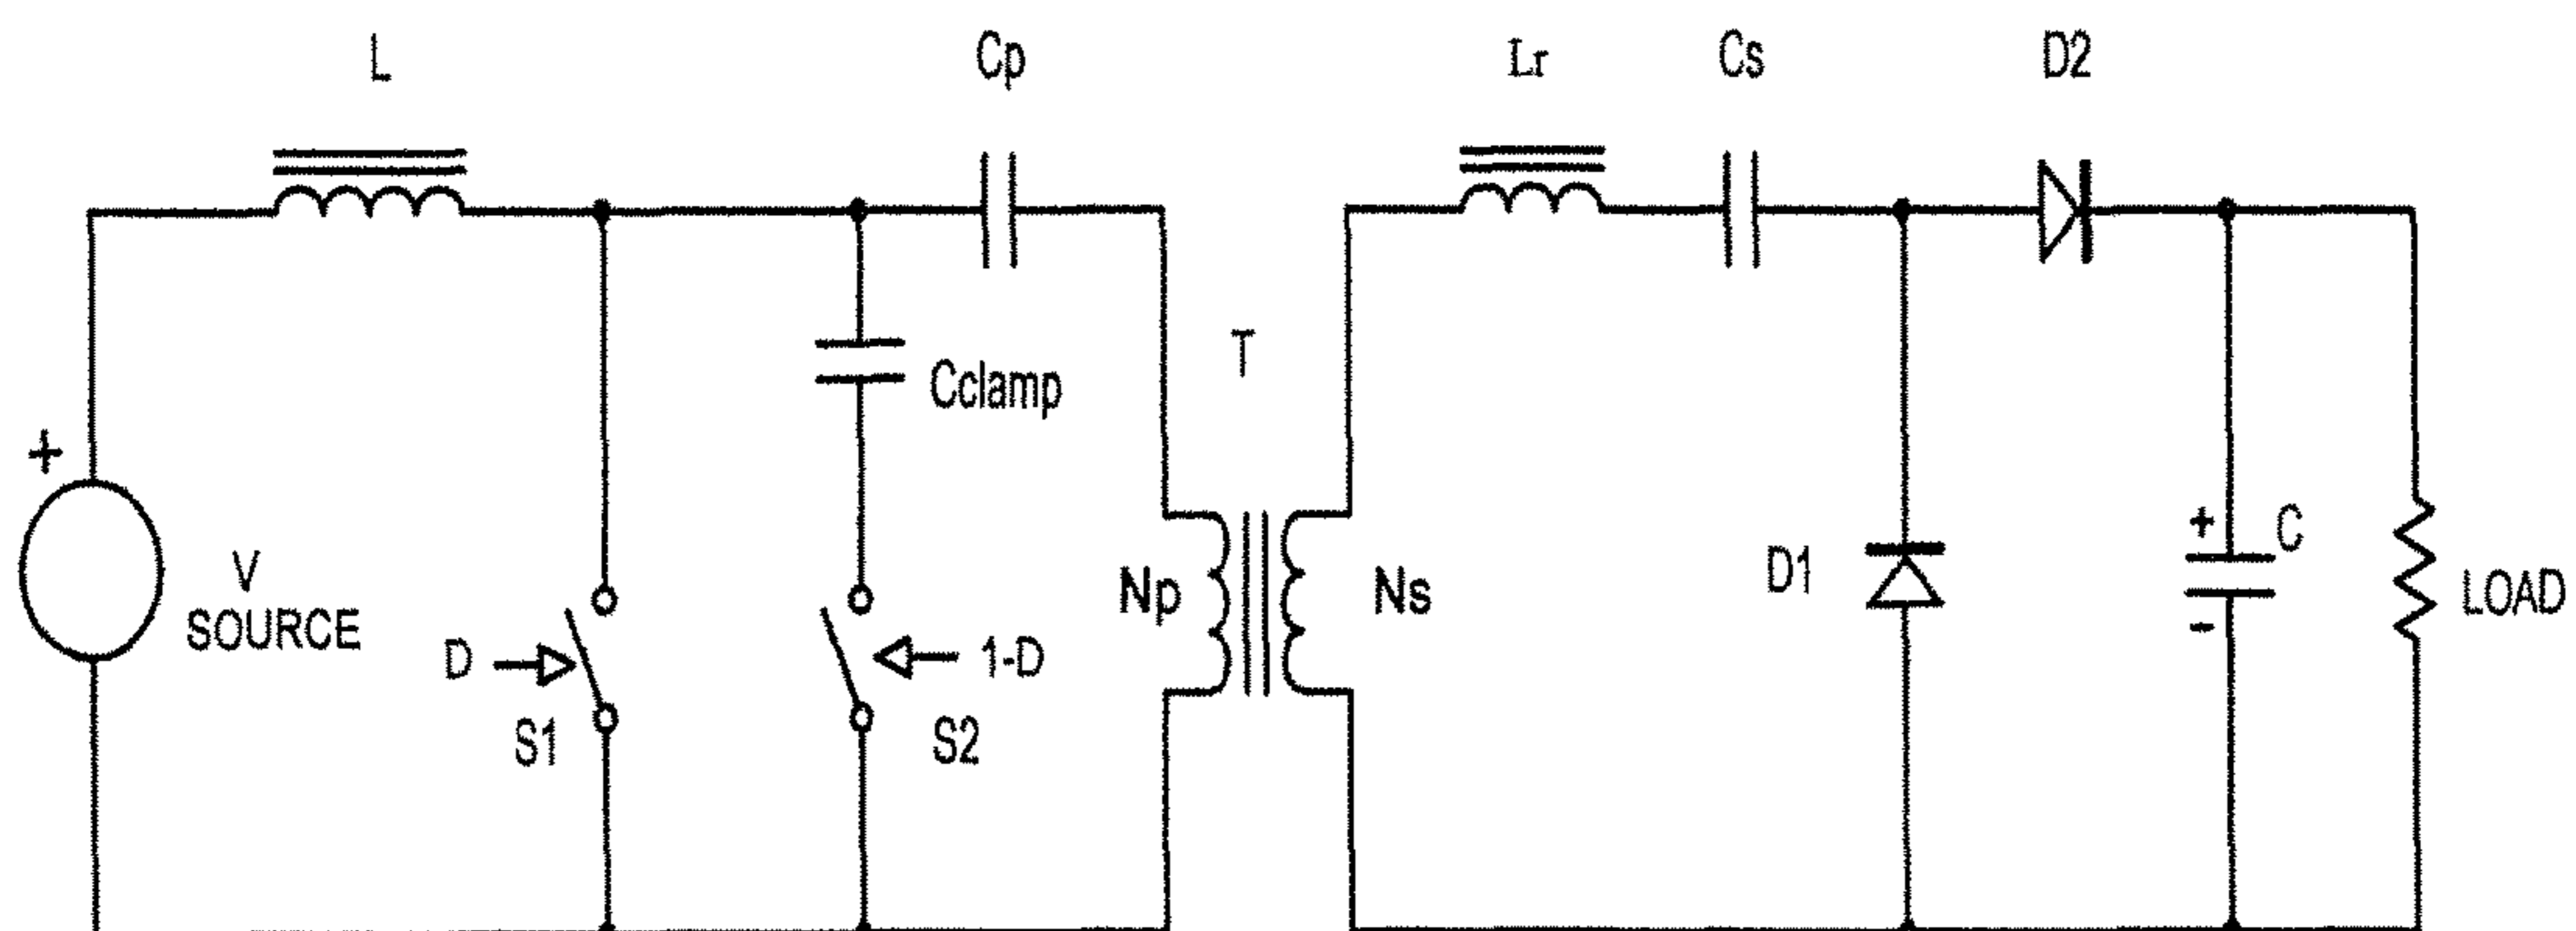 L
Cp
Lr
Cs
D2
Cclamp
T
+
V
SOURCE
D
S1
1-D
S2
Np
Ns
D1
+
C
-
LOAD